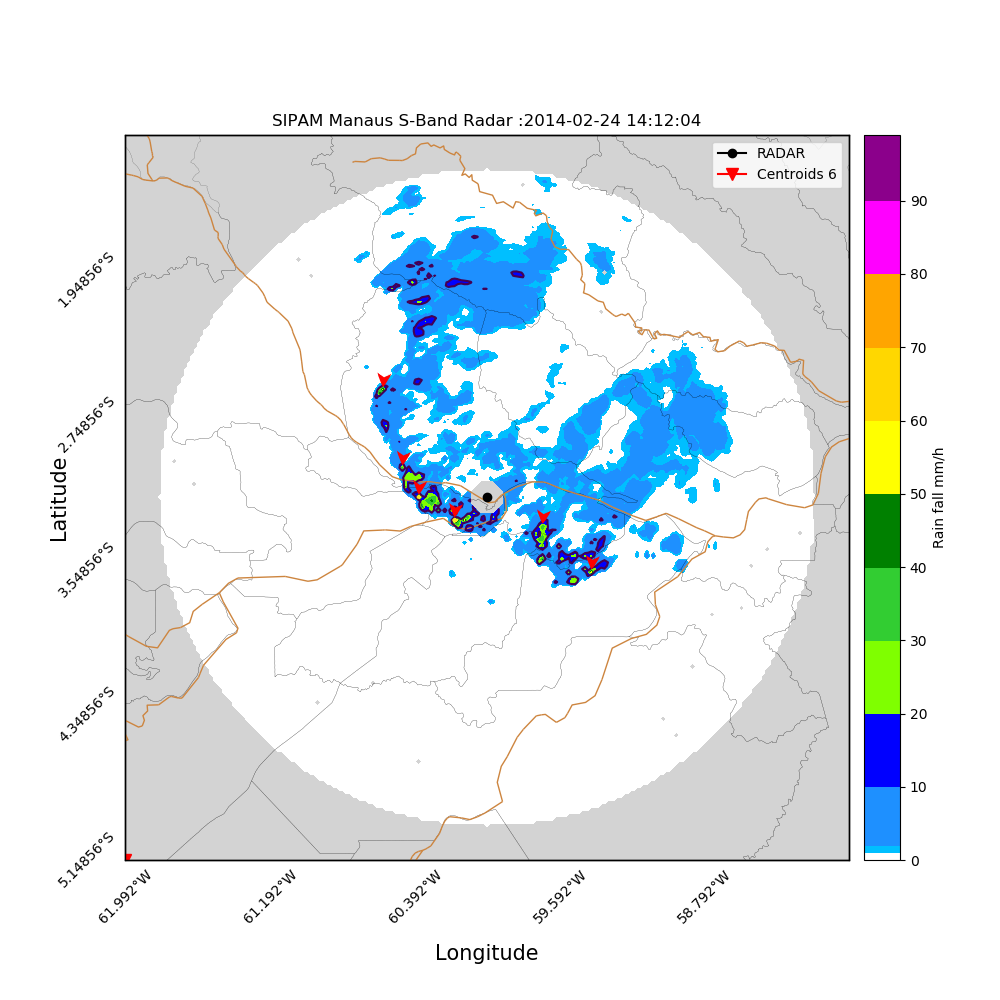 SIPAM Manaus S-Band Radar :2014-02-24 14:12:04
RADAR
Centroids 6
90
80
70
60
50
40
30
20
10
0
Rain fall mm/h
Latitude
1.94856°S
2.74856°S
3.54856°S
4.34856°S
5.14856°S
61.992°W
61.192°W
60.392°W
59.592°W
58.792°W
Longitude